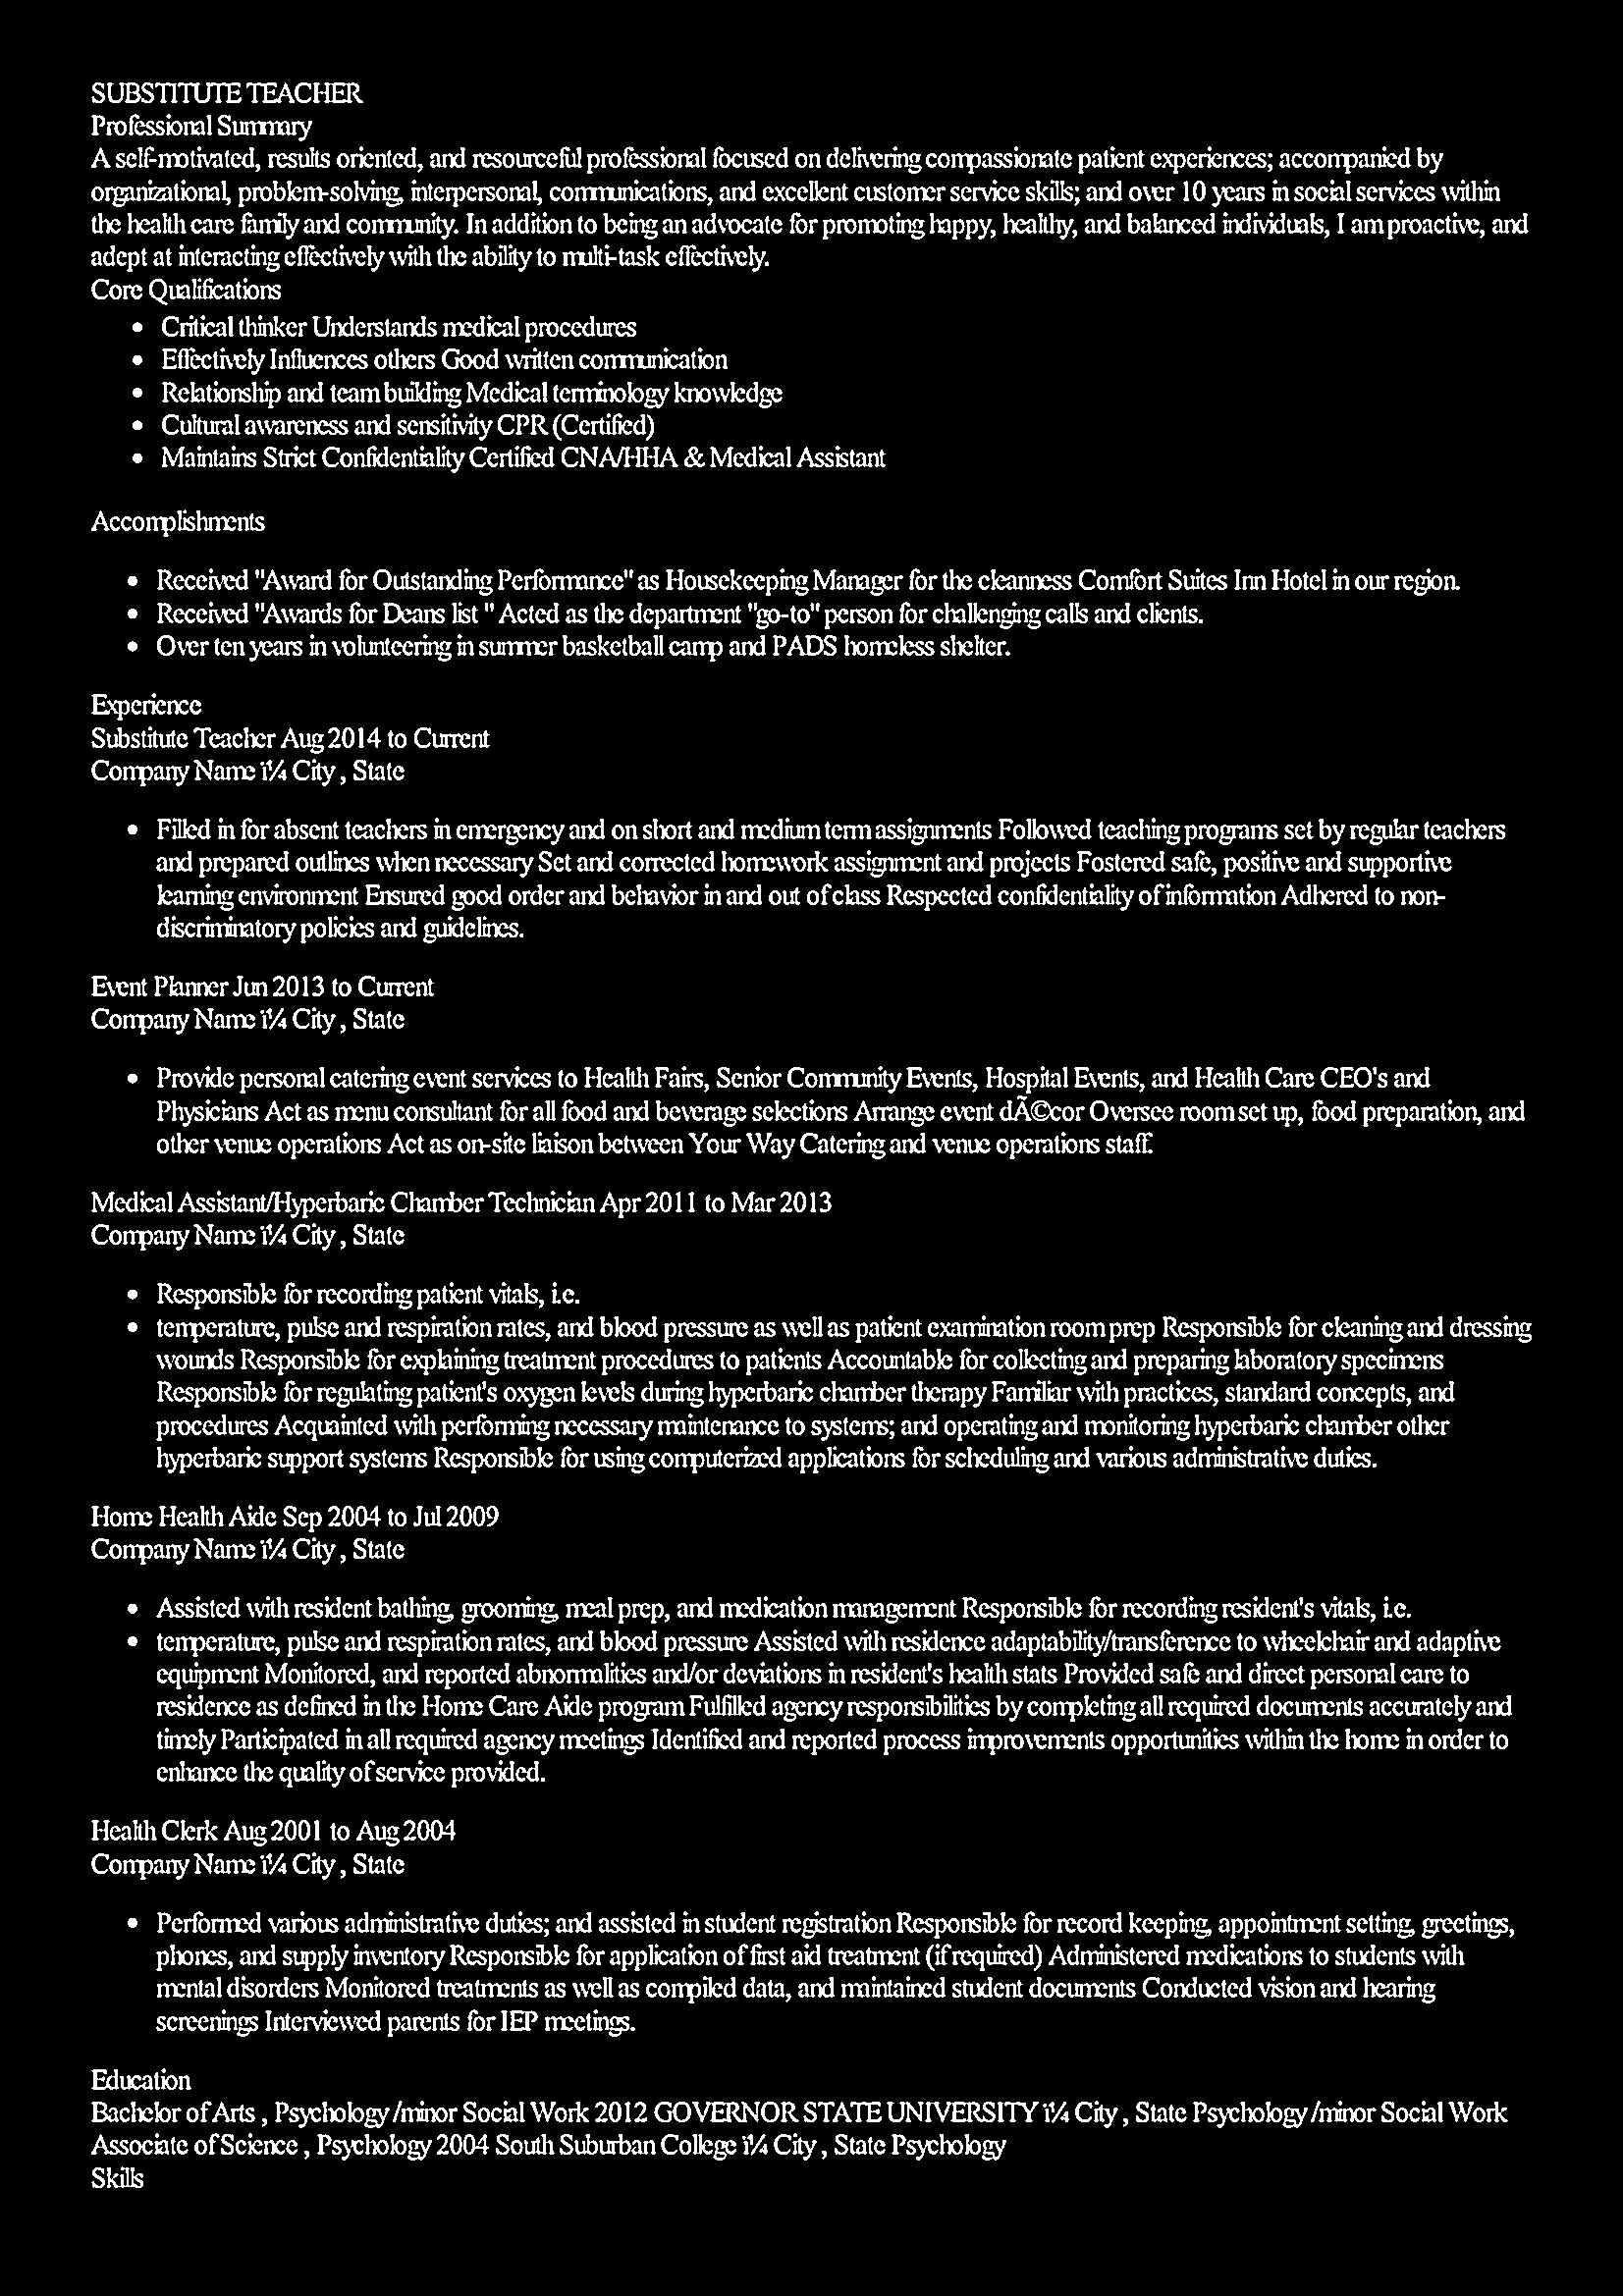 SUBSTITUTE TEACHER
Professional Summary
A self-motivated, results oriented, and resourceful professional focused on delivering compassionate patient experiences; accompanied by
organizational, problem-solving, interpersonal, communications, and excellent customer service skills; and over 10 years in social services within
the health care family and community. In addition to being an advocate for promoting happy, healthy, and balanced individuals, I am proactive, and
adept at interacting effectively with the ability to multi-task effectively.
Core Qualifications
• Critical thinker Understands medical procedures
• Effectively Influences others Good written communication
• Relationship and team building Medical terminology knowledge
• Cultural awareness and sensitivity CPR (Certified)
• Maintains Strict Confidentiality Certified CNA/HHA & Medical Assistant
Accomplishments
• Received "Award for Outstanding Performance" as Housekeeping Manager for the cleanness Comfort Suites Inn Hotel in our region.
• Received "Awards for Deans list " Acted as the department "go-to" person for challenging calls and clients.
• Over ten years in volunteering in summer basketball camp and PADS homeless shelter.
Experience
Substitute Teacher Aug 2014 to Current
Company Name ï¼ City , State
• Filled in for absent teachers in emergency and on short and medium term assignments Followed teaching programs set by regular teachers
and prepared outlines when necessary Set and corrected homework assignment and projects Fostered safe, positive and supportive
learning environment Ensured good order and behavior in and out of class Respected confidentiality of information Adhered to non-
discriminatory policies and guidelines.
Event Planner Jun 2013 to Current
Company Name ï¼ City , State
• Provide personal catering event services to Health Fairs, Senior Community Events, Hospital Events, and Health Care CEO's and
Physicians Act as menu consultant for all food and beverage selections Arrange event dÃ©cor Oversee room set up, food preparation, and
other venue operations Act as on-site liaison between Your Way Catering and venue operations staff.
Medical Assistant/Hyperbaric Chamber Technician Apr 2011 to Mar 2013
Company Name ï¼ City , State
• Responsible for recording patient vitals, i.e.
• temperature, pulse and respiration rates, and blood pressure as well as patient examination room prep Responsible for cleaning and dressing
wounds Responsible for explaining treatment procedures to patients Accountable for collecting and preparing laboratory specimens
Responsible for regulating patient's oxygen levels during hyperbaric chamber therapy Familiar with practices, standard concepts, and
procedures Acquainted with performing necessary maintenance to systems; and operating and monitoring hyperbaric chamber other
hyperbaric support systems Responsible for using computerized applications for scheduling and various administrative duties.
Home Health Aide Sep 2004 to Jul 2009
Company Name ï¼ City , State
• Assisted with resident bathing, grooming, meal prep, and medication management Responsible for recording resident's vitals, i.e.
• temperature, pulse and respiration rates, and blood pressure Assisted with residence adaptability/transference to wheelchair and adaptive
equipment Monitored, and reported abnormalities and/or deviations in resident's health stats Provided safe and direct personal care to
residence as defined in the Home Care Aide program Fulfilled agency responsibilities by completing all required documents accurately and
timely Participated in all required agency meetings Identified and reported process improvements opportunities within the home in order to
enhance the quality of service provided.
Health Clerk Aug 2001 to Aug 2004
Company Name ï¼ City , State
• Performed various administrative duties; and assisted in student registration Responsible for record keeping, appointment setting, greetings,
phones, and supply inventory Responsible for application of first aid treatment (if required) Administered medications to students with
mental disorders Monitored treatments as well as compiled data, and maintained student documents Conducted vision and hearing
screenings Interviewed parents for IEP meetings.
Education
Bachelor of Arts , Psychology /minor Social Work 2012 GOVERNOR STATE UNIVERSITY ï¼ City , State Psychology /minor Social Work
Associate of Science , Psychology 2004 South Suburban College ï¼ City , State Psychology
Skills